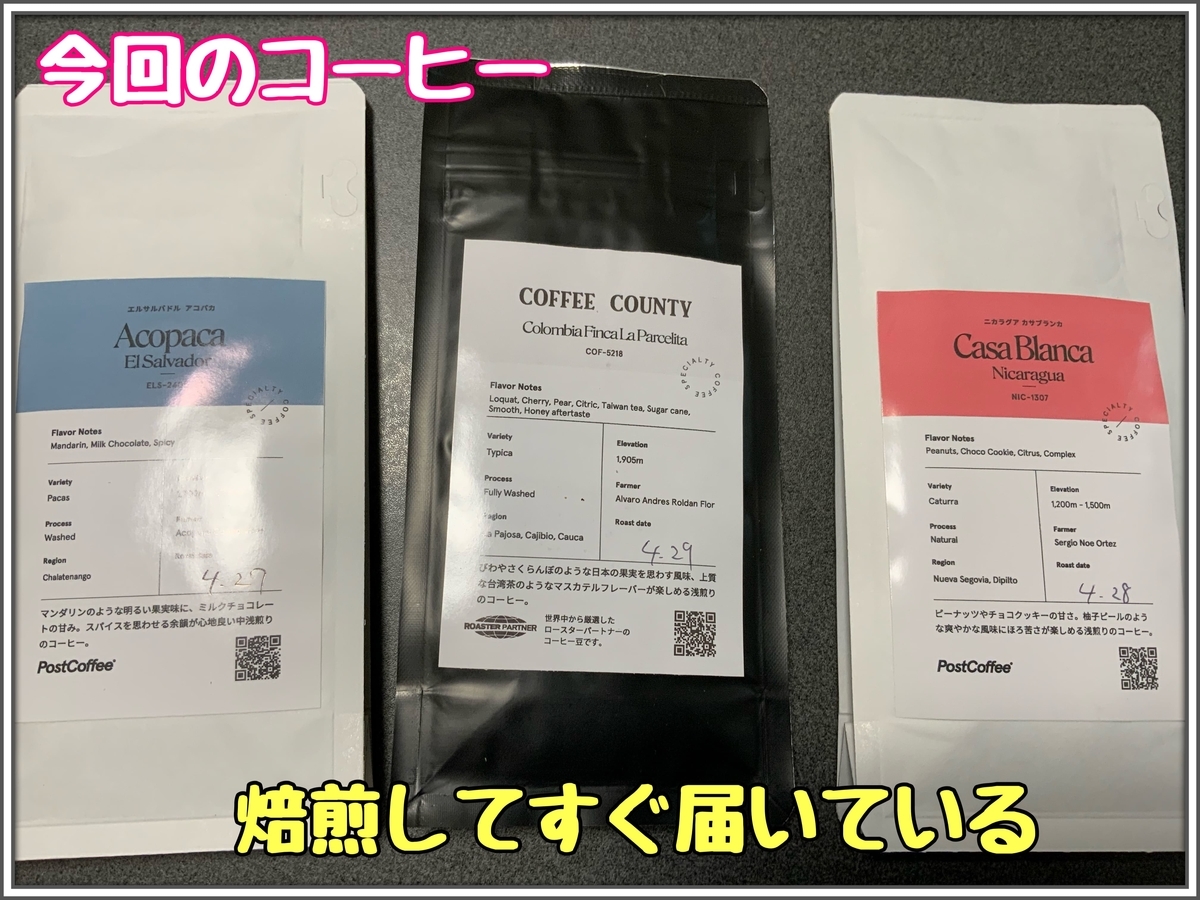 今回のコーヒー
エルサルバドル アコパカ
Acopaca
El Salvador
SPECIALTY COFFEE
Flavor Notes
Mandarin, Milk Chocolate, Spicy
Variety
Pacas
Process
Washed
Region
Chalatenango
4-27
マンダリンのような明るい果実味に、ミルクチョコレー
トの甘み。スパイスを思わせる余韻が心地良い中浅煎り
のコーヒー。
PostCoffee
COFFEE COUNTY
Colombia Finca La Parcelita
COF-5218
SPECIALTY COFFEE
Flavor Notes
Loquat, Cherry, Pear, Citric, Taiwan tea, Sugar cane,
Smooth, Honey aftertaste
Variety
Typica
Elevation
1,905m
Process
Fully Washed
Farmer
Alvaro Andres Roldan Flor
Pajosa, Cajibio, Cauca
Roast date
4-29
びわやさくらんぼのような日本の果実を思わす風味、上質
な台湾茶のようなマスカテルフレーバーが楽しめる浅煎り
のコーヒー。
ROASTER PARTNER
世界中から厳選した
ロースターパートナーの
コーヒー豆です。
ニカラグア カサブランカ
Casa Blanca
Nicaragua
NIC-1307
SPECIALTY COFFEE
Flavor Notes
Peanuts, Choco Cookie, Citrus, Complex
Variety
Caturra
Elevation
1,200m - 1,500m
Process
Natural
Farmer
Sergio Noe Ortez
Region
Nueva Segovia, Dipilto
Roast date
4-28
ピーナッツやチョコクッキーの甘さ。柚子ピールのよう
な爽やかな風味にほろ苦さが楽しめる浅煎りのコーヒー。
PostCoffee
焙煎してすぐ届いている